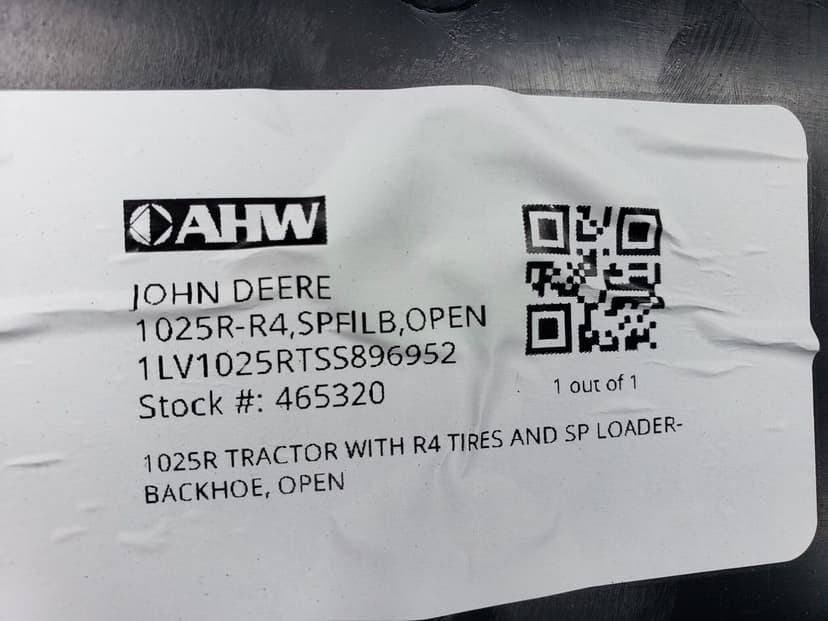 AHW
JOHN DEERE
1025R-R4,SPFILB,OPEN
1LV1025RTSS896952
Stock #: 465320
1 out of 1
1025R TRACTOR WITH R4 TIRES AND SP LOADER-
BACKHOE, OPEN